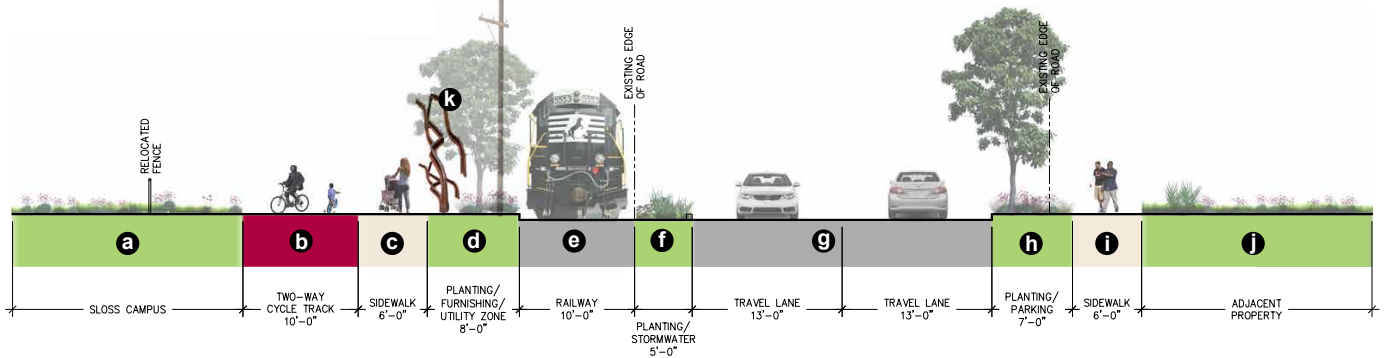 RELOCATED
FENCE
k
EXISTING EDGE
OF ROAD
EXISTING EDGE
OF ROAD
a
b
c
d
e
f
g
h
i
j
SLOSS CAMPUS
TWO-WAY
CYCLE TRACK
10'-0"
SIDEWALK
6'-0"
PLANTING/
FURNISHING/
UTILITY ZONE
8'-0"
RAILWAY
10'-0"
PLANTING/
STORMWATER
5'-0"
TRAVEL LANE
13'-0"
TRAVEL LANE
13'-0"
PLANTING/
PARKING
7'-0"
SIDEWALK
6'-0"
ADJACENT
PROPERTY